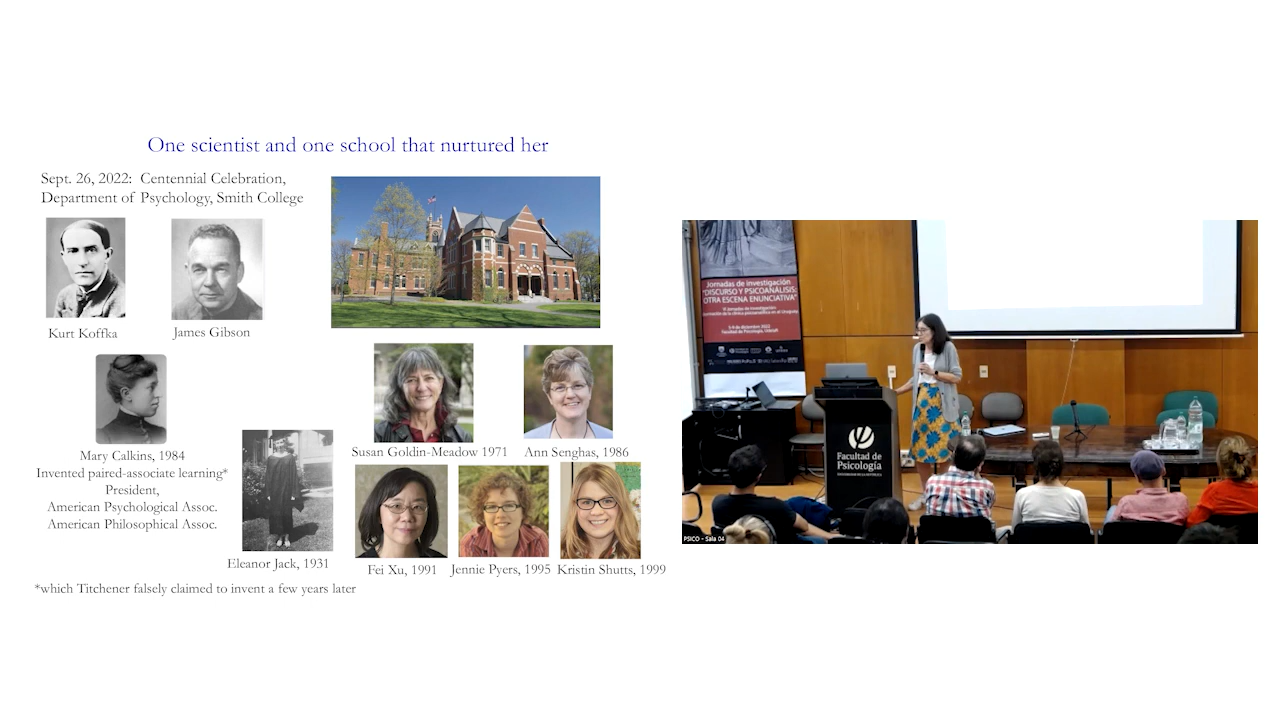 One scientist and one school that nurtured her
Sept. 26, 2022: Centennial Celebration,
Department of Psychology, Smith College
Kurt Koffka
James Gibson
Mary Calkins, 1984
Invented paired-associate learning*
President,
American Psychological Assoc.
American Philosophical Assoc.
Eleanor Jack, 1931
Susan Goldin-Meadow 1971
Ann Senghas, 1986
Fei Xu, 1991
Jennie Pyers, 1995
Kristin Shutts, 1999
*which Titchener falsely claimed to invent a few years later
Jornadas de investigación
"DISCURSO Y PSICOANÁLISIS:
OTRA ESCENA ENUNCIATIVA"
Facultad de
Psicología
UNIVERSIDAD DE LA REPÚBLICA
PSICO - Sala 04